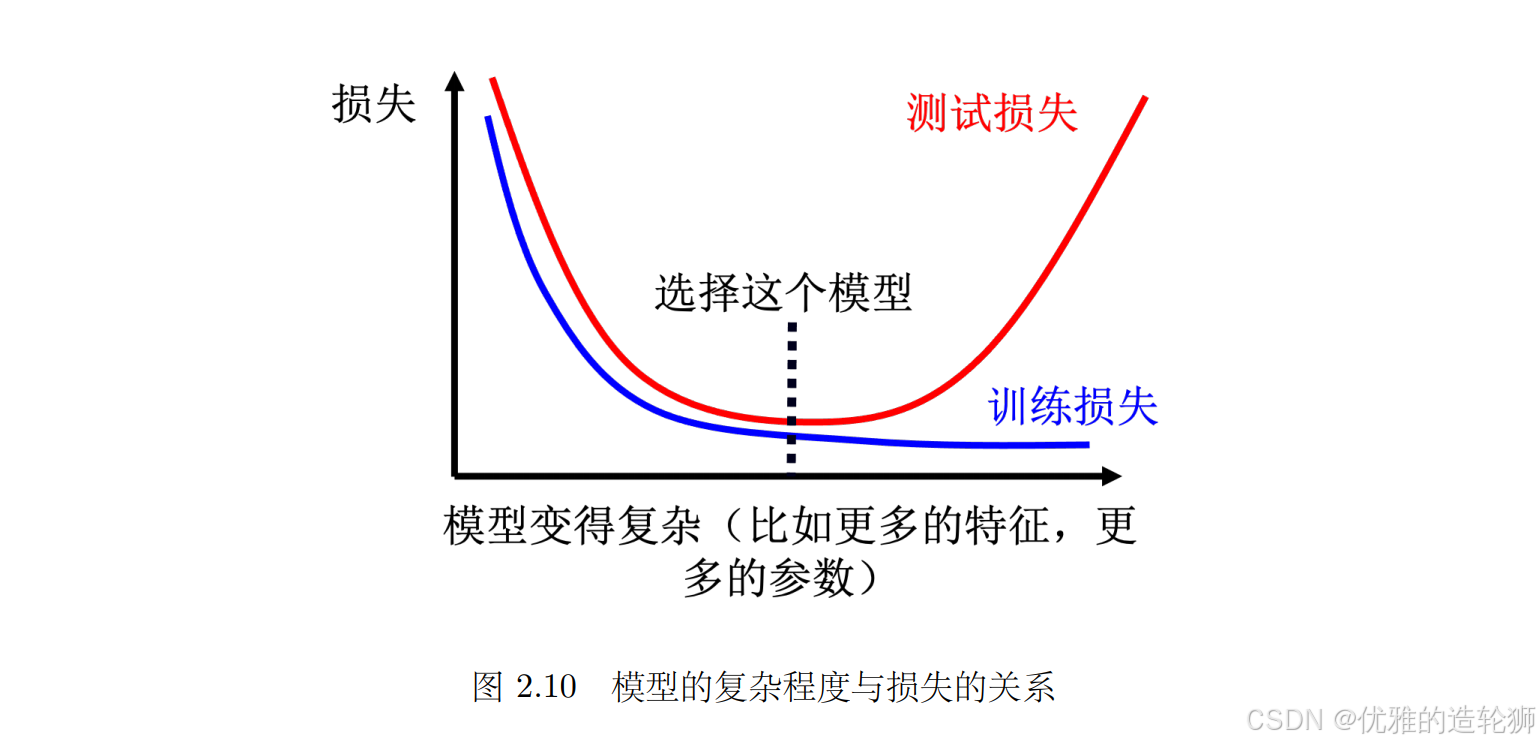 损失
测试损失
选择这个模型
训练损失
模型变得复杂（比如更多的特征，更
多的参数）
图 2.10 模型的复杂程度与损失的关系
CSDN @优雅的造轮狮